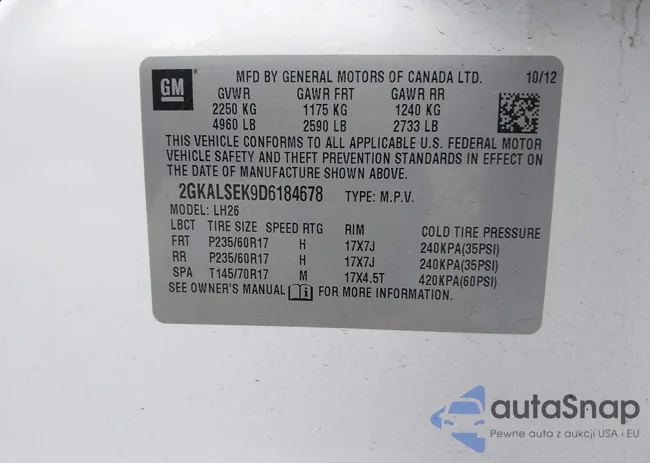 GM
MFD BY GENERAL MOTORS OF CANADA LTD. 10/12
GVWR GAWR FRT GAWR RR
2250 KG 1175 KG 1240 KG
4960 LB 2590 LB 2733 LB
THIS VEHICLE CONFORMS TO ALL APPLICABLE U.S. FEDERAL MOTOR
VEHICLE SAFETY AND THEFT PREVENTION STANDARDS IN EFFECT ON
THE DATE OF MANUFACTURE SHOWN ABOVE.
2GKALSEK9D6184678 TYPE: M.P.V.
MODEL: LH26
LBCT TIRE SIZE SPEED RTG RIM COLD TIRE PRESSURE
FRT P235/60R17 H 17X7J 240KPA(35PSI)
RR P235/60R17 H 17X7J 240KPA(35PSI)
SPA T145/70R17 M 17X4.5T 420KPA(60PSI)
SEE OWNER'S MANUAL FOR MORE INFORMATION.
autoSnap
Pewne auta z aukcji USA i EU